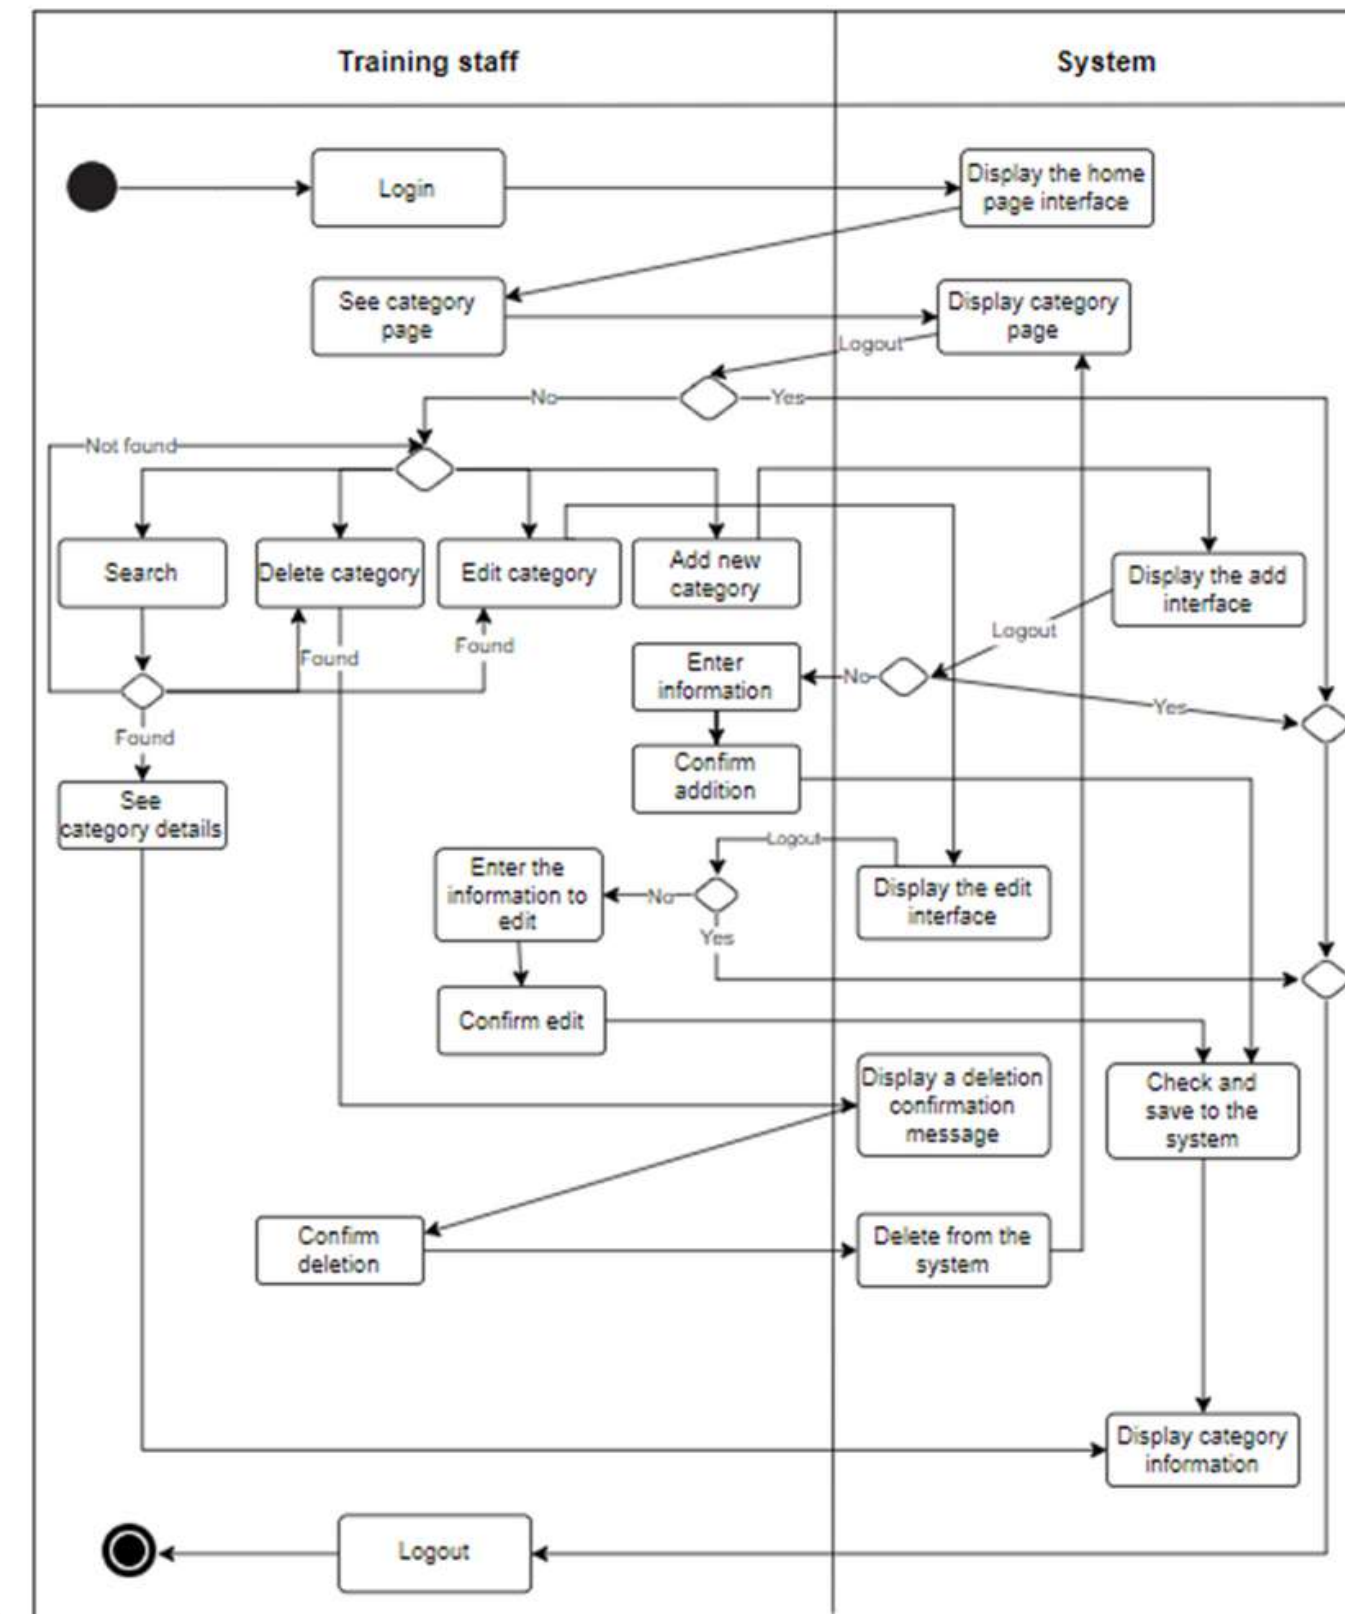 Training staff
System
Login
Display the home
page interface
See category
page
Display category
page
Logout
No
Yes
Not found
Search
Delete category
Edit category
Add new
category
Display the add
interface
Found
Found
Logout
Enter
information
No
Yes
Found
Confirm
addition
See
category details
Logout
Enter the
information to
edit
No
Yes
Display the edit
interface
Confirm edit
Display a deletion
confirmation
message
Check and
save to the
system
Confirm
deletion
Delete from the
system
Display category
information
Logout